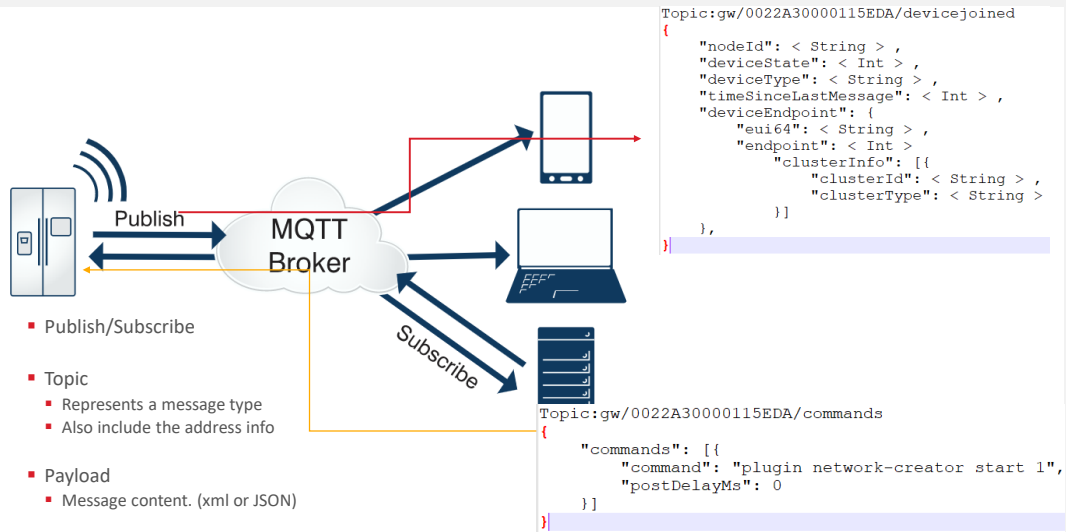 Topic:gw/0022A30000115EDA/devicejoined
{
    "nodeId": < String > ,
    "deviceState": < Int > ,
    "deviceType": < String > ,
    "timeSinceLastMessage": < Int > ,
    "deviceEndpoint": {
        "eui64": < String > ,
        "endpoint": < Int >
            "clusterInfo": [{
                "clusterId": < String > ,
                "clusterType": < String >
            }]
    },
}
Publish
MQTT
Broker
Subscribe
▪ Publish/Subscribe
▪ Topic
▪ Represents a message type
▪ Also include the address info
▪ Payload
▪ Message content. (xml or JSON)
Topic:gw/0022A30000115EDA/commands
{
    "commands": [{
        "command": "plugin network-creator start 1",
        "postDelayMs": 0
    }]
}